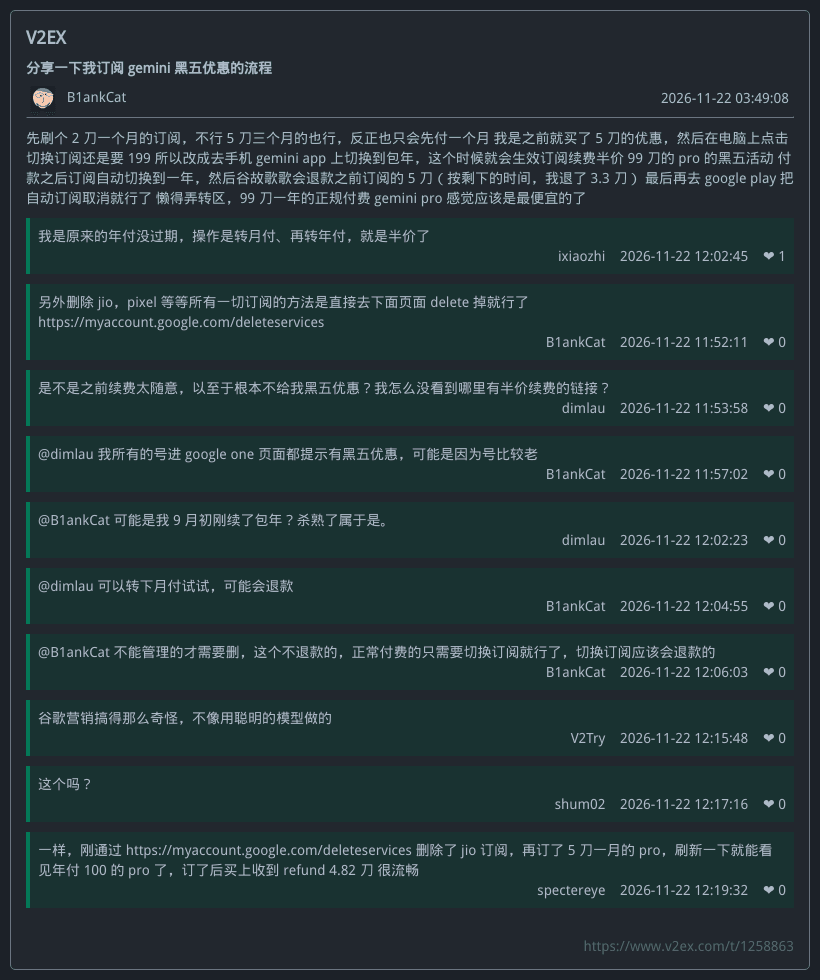 V2EX
分享一下我订阅 gemini 黑五优惠的流程
B1ankCat 2026-11-22 03:49:08
先刷个 2 刀一个月的订阅，不行 5 刀三个月的也行，反正也只会先付一个月 我是之前就买了 5 刀的优惠，然后在电脑上点击
切换订阅还是要 199 所以改成去手机 gemini app 上切换到包年，这个时候就会生效订阅续费半价 99 刀的 pro 的黑五活动 付
款之后订阅自动切换到一年，然后谷故歌歌会退款之前订阅的 5 刀（按剩下的时间，我退了 3.3 刀） 最后再去 google play 把
自动订阅取消就行了 懒得弄转区，99 刀一年的正规付费 gemini pro 感觉应该是最便宜的了
我是原来的年付没过期，操作是转月付、再转年付，就是半价了
ixiaozhi 2026-11-22 12:02:45 ❤ 1
另外删除 jio，pixel 等等所有一切订阅的方法是直接去下面页面 delete 掉就行了
https://myaccount.google.com/deleteservices
B1ankCat 2026-11-22 11:52:11 ❤ 0
是不是之前续费太随意，以至于根本不给我黑五优惠？我怎么没看到哪里有半价续费的链接？
dimlau 2026-11-22 11:53:58 ❤ 0
@dimlau 我所有的号进 google one 页面都提示有黑五优惠，可能是因为号比较老
B1ankCat 2026-11-22 11:57:02 ❤ 0
@B1ankCat 可能是我 9 月初刚续了包年？杀熟了属于是。
dimlau 2026-11-22 12:02:23 ❤ 0
@dimlau 可以转下月付试试，可能会退款
B1ankCat 2026-11-22 12:04:55 ❤ 0
@B1ankCat 不能管理的才需要删，这个不退款的，正常付费的只需要切换订阅就行了，切换订阅应该会退款的
B1ankCat 2026-11-22 12:06:03 ❤ 0
谷歌营销搞得那么奇怪，不像用聪明的模型做的
V2Try 2026-11-22 12:15:48 ❤ 0
这个吗？
shum02 2026-11-22 12:17:16 ❤ 0
一样，刚通过 https://myaccount.google.com/deleteservices 删除了 jio 订阅，再订了 5 刀一月的 pro，刷新一下就能看
见年付 100 的 pro 了，订了后买上收到 refund 4.82 刀 很流畅
spectereye 2026-11-22 12:19:32 ❤ 0
https://www.v2ex.com/t/1258863